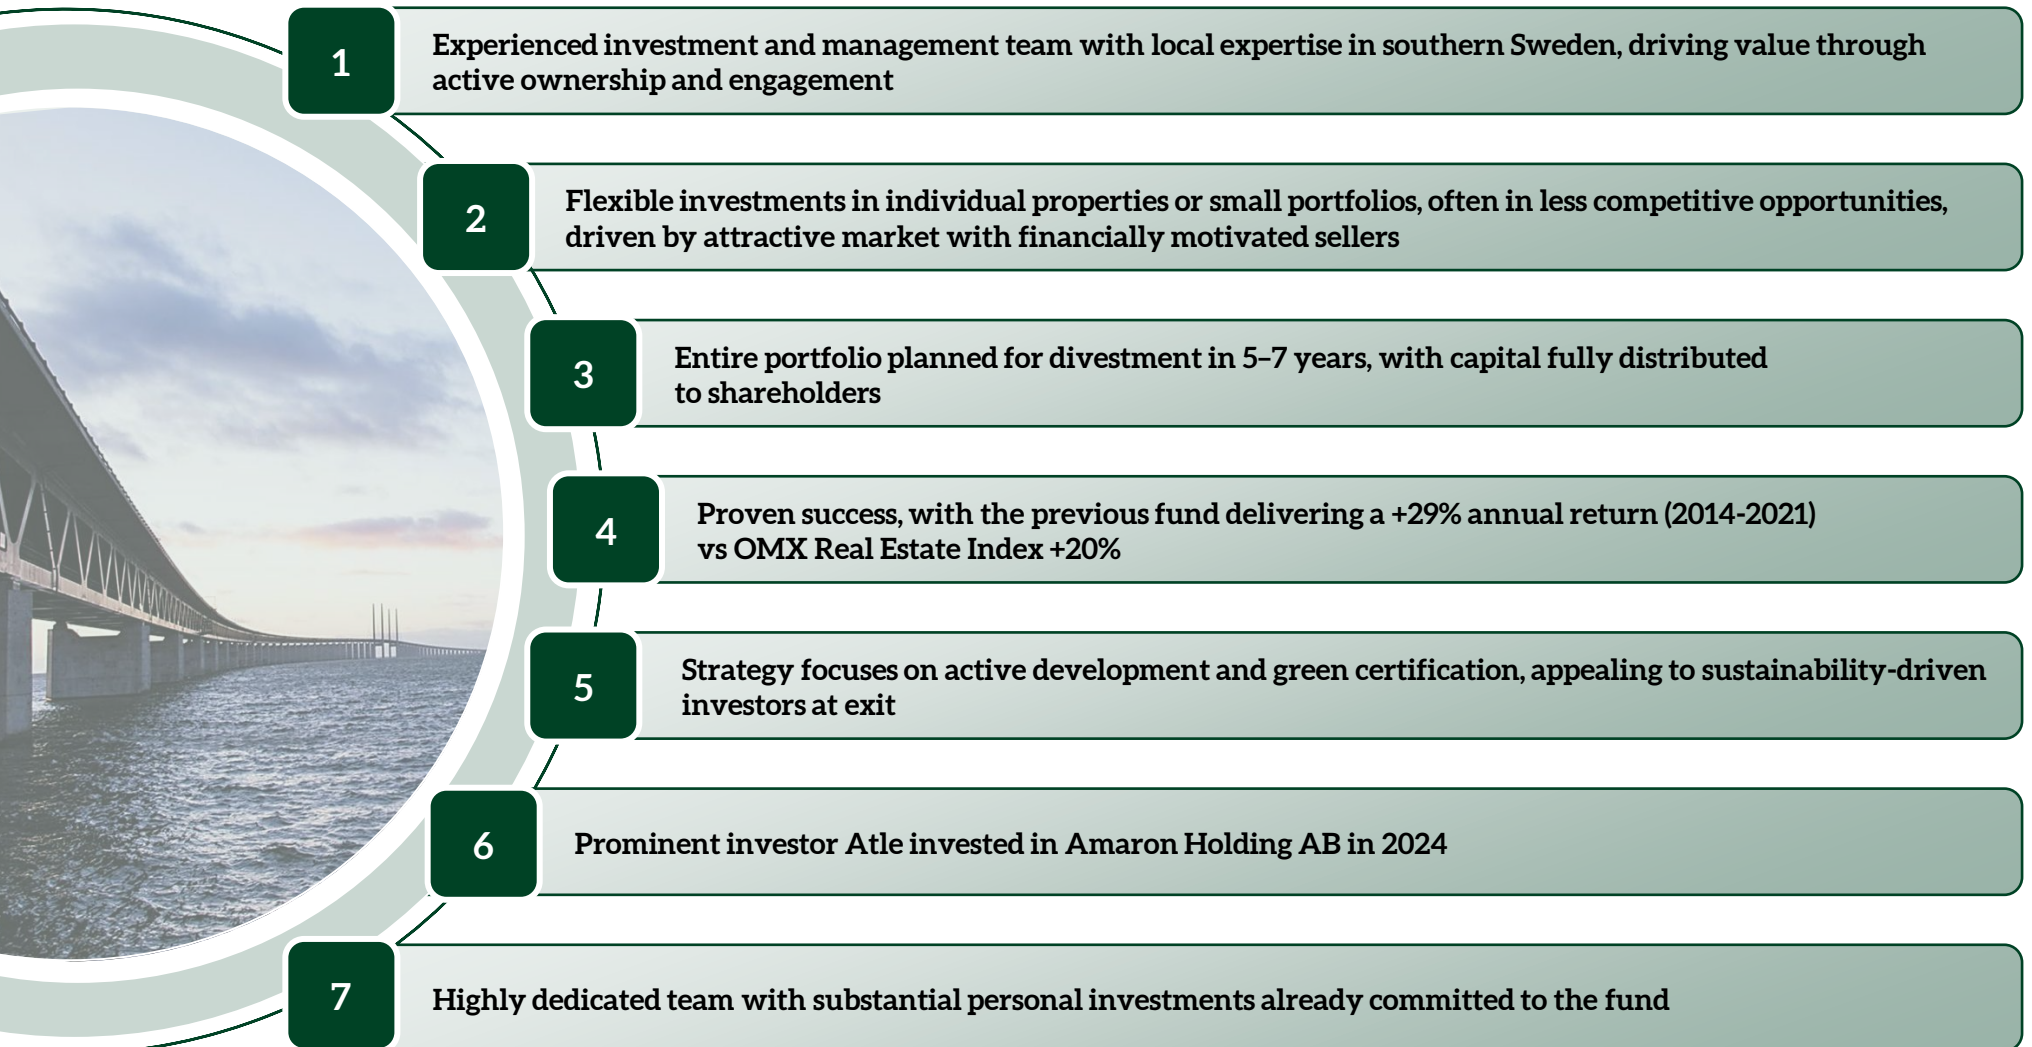 1
Experienced investment and management team with local expertise in southern Sweden, driving value through
active ownership and engagement
2
Flexible investments in individual properties or small portfolios, often in less competitive opportunities,
driven by attractive market with financially motivated sellers
3
Entire portfolio planned for divestment in 5–7 years, with capital fully distributed
to shareholders
4
Proven success, with the previous fund delivering a +29% annual return (2014-2021)
vs OMX Real Estate Index +20%
5
Strategy focuses on active development and green certification, appealing to sustainability-driven
investors at exit
6
Prominent investor Atle invested in Amaron Holding AB in 2024
7
Highly dedicated team with substantial personal investments already committed to the fund